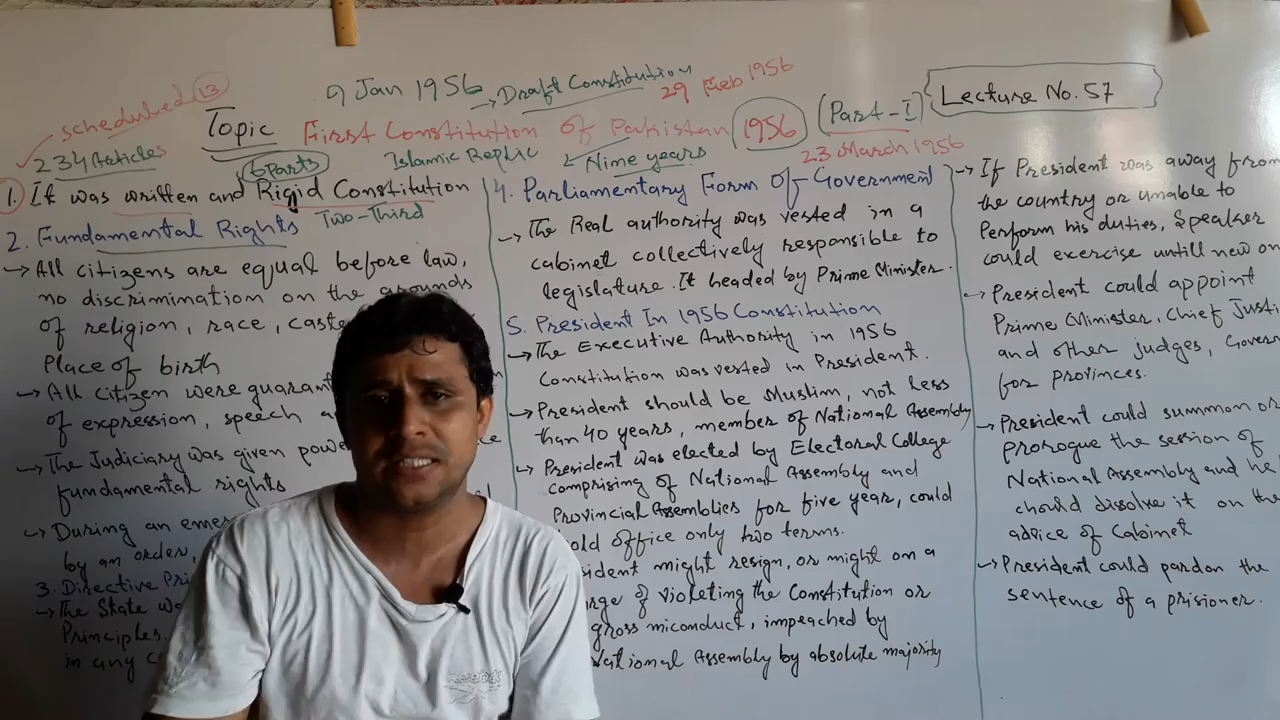 9 Jan 1956 → Draft Constitution
29 Feb 1956
Lecture No. 57
scheduled 13
Topic First Constitution of Pakistan 1956 (Part-I)
234 Articles
6 Parts
Islamic Replic
Nime years
23 March 1956
1. It was written and Rigid Constitution
Two-Third
2. Fundamental Rights
→ All citizens are equal before law,
no discrimination on the grounds
of religion, race, caste
Place of birth
→ All citizen were guarant
of expression, speech a
→ The Judiciary was given powe
fundamental rights
→ During an emer
by an order,
3. Directive Pri
→ The State wo
Principles.
in any c
4. Parliamentary Form Of Government
→ The Real authority was vested in a
cabinet collectively responsible to
legislature. It headed by Prime Minister.
5. President In 1956 Constitution
→ The Executive Authority in 1956
Constitution was vested in President.
→ President should be Muslim, not less
than 40 years, member of National Assembly
→ President was elected by Electoral College
comprising of National Assembly and
Provincial Assemblies for five year, could
old office only two terms.
sident might resign, or might on a
rge of violeting the Constitution or
gross miconduct, impeached by
National Assembly by absolute majority
→ If President was away from
the country or unable to
Perform his duties, Speaker
could exercise untill new on
→ President could appoint
Prime Minister, Chief Justi
and other judges, Govern
for provinces.
→ President could summon or
prorogue the session of
National Assembly and he
should dissolve it on the
advice of Cabinet
→ President could pardon the
sentence of a prisioner.